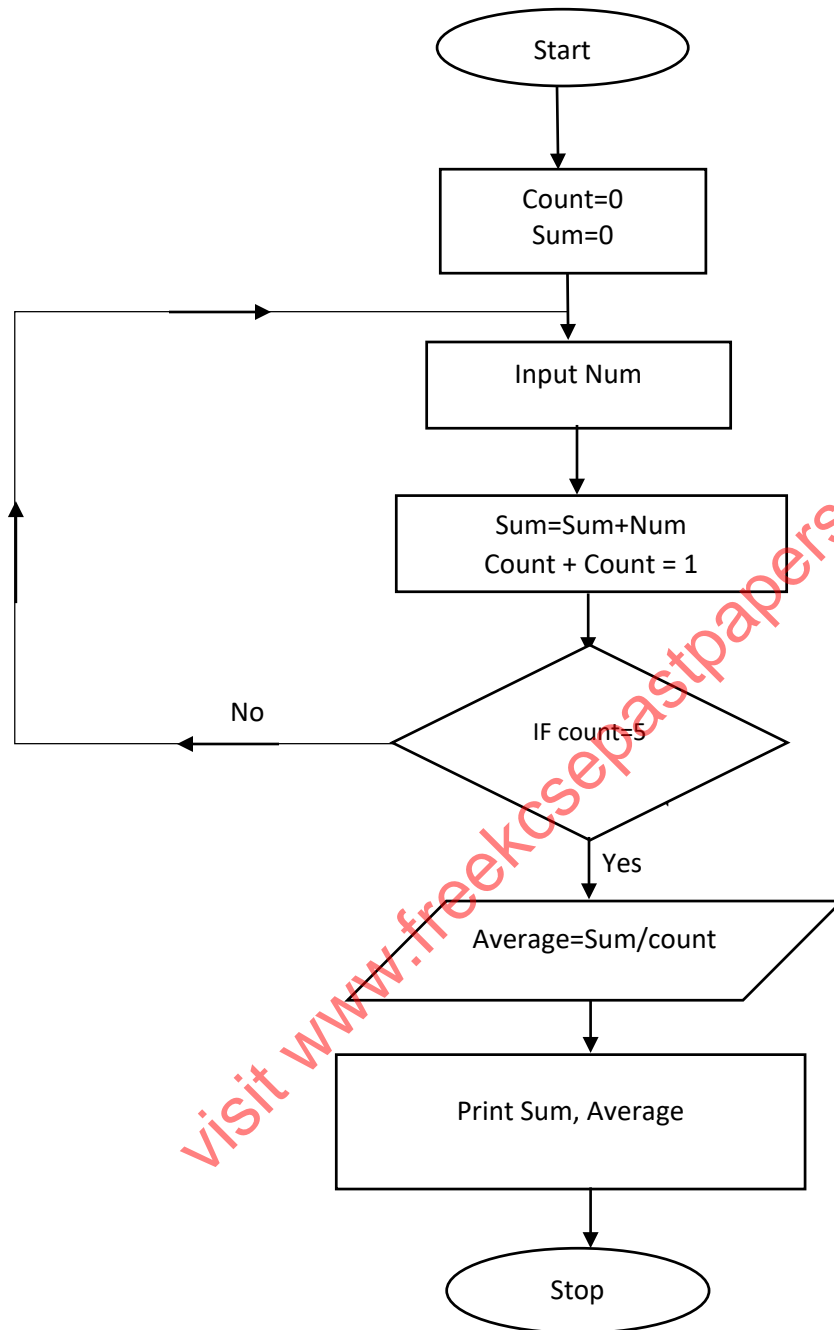 Start
Count=0
Sum=0
Input Num
Sum=Sum+Num
Count + Count = 1
No
IF count=5
Yes
Average=Sum/count
Print Sum, Average
Stop
visit www.freekcsepastpapers